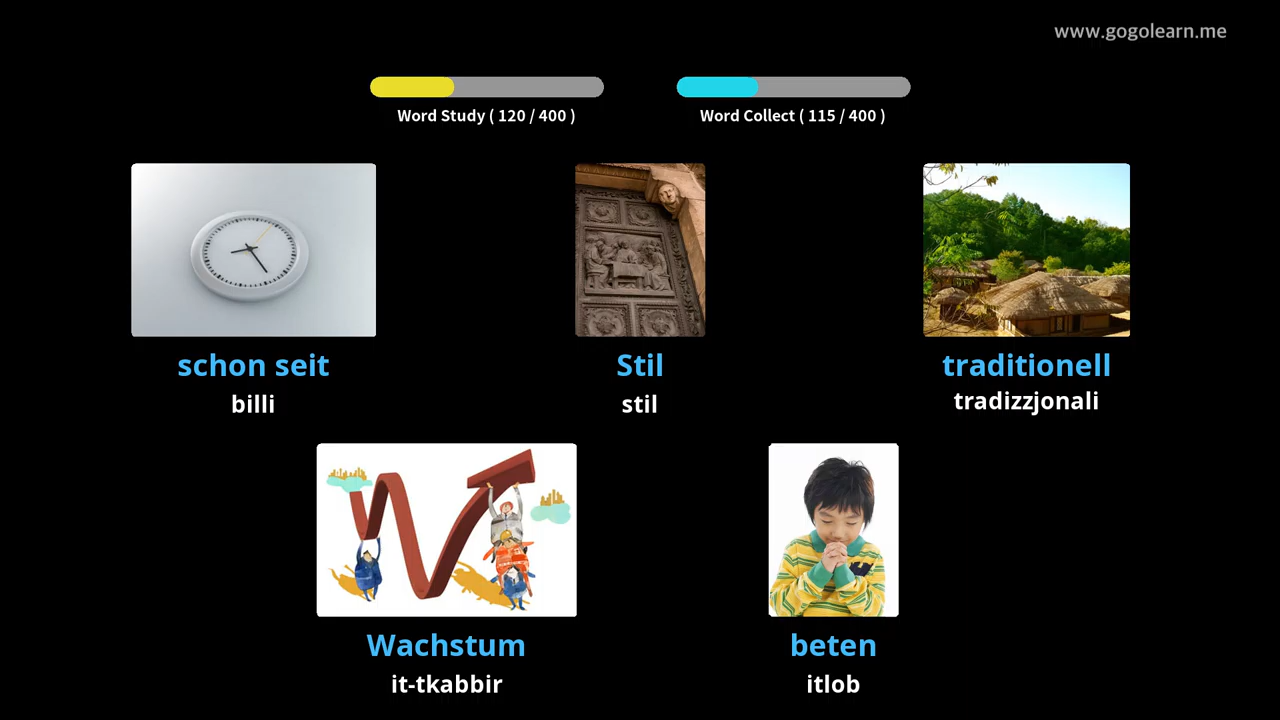 www.gogolearn.me
Word Study ( 120 / 400 )
Word Collect ( 115 / 400 )
schon seit
billi
Stil
stil
traditionell
tradizzjonali
Wachstum
it-tkabbir
beten
itlob